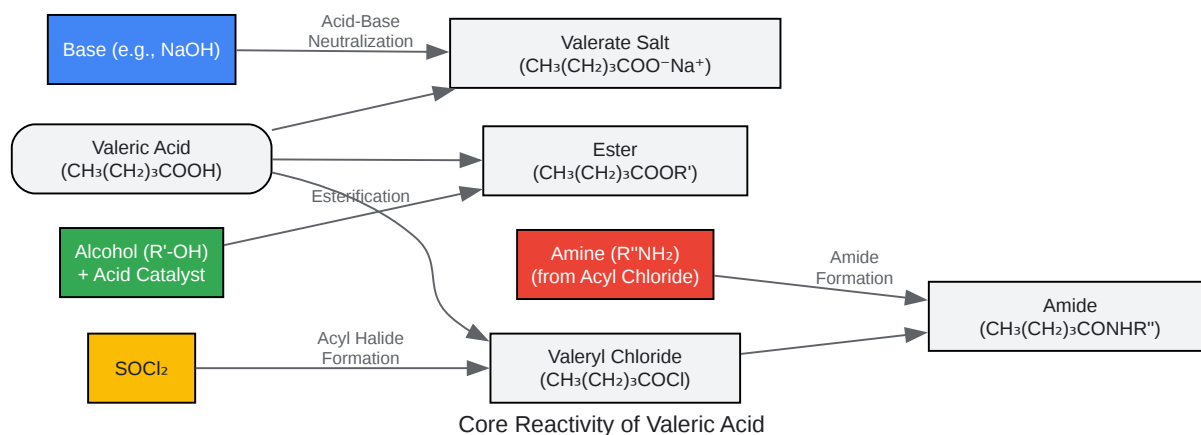 Base (e.g., NaOH)
Acid-Base
Neutralization
Valerate Salt
(CH₃(CH₂)₃COO⁻Na⁺)
Valeric Acid
(CH₃(CH₂)₃COOH)
Ester
(CH₃(CH₂)₃COOR')
Esterification
Alcohol (R'-OH)
+ Acid Catalyst
Amine (R"NH₂)
(from Acyl Chloride)
Amide
Formation
Amide
(CH₃(CH₂)₃CONHR")
SOCl₂
Acyl Halide
Formation
Valeryl Chloride
(CH₃(CH₂)₃COCl)
Core Reactivity of Valeric Acid